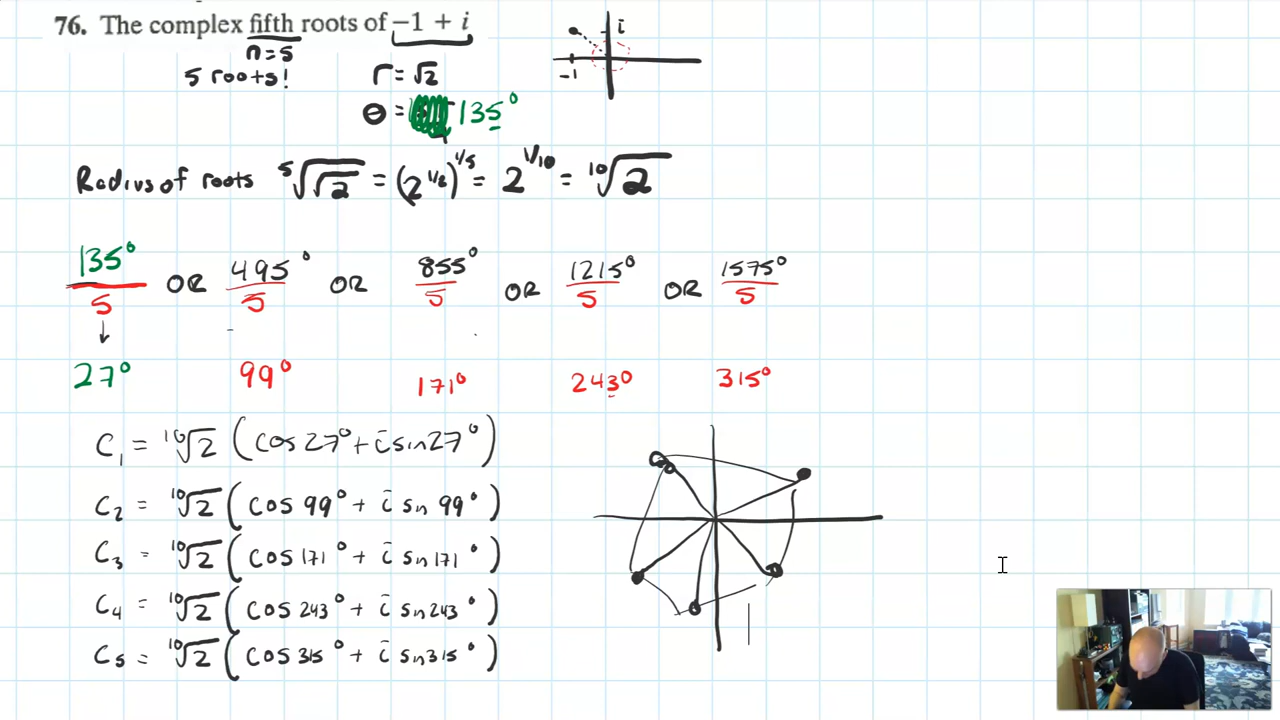 76. The complex fifth roots of −1 + i
n=5
5 roots!
r = √2
θ = 135°
i
-1
Radius of roots ⁵√√2 = (2^1/2)^1/5 = 2^1/10 = ¹⁰√2
135°/5 OR 495°/5 OR 855°/5 OR 1215°/5 OR 1575°/5
↓
27° 99° 171° 243° 315°
C₁ = ¹⁰√2 (cos 27° + i sin 27°)
C₂ = ¹⁰√2 (cos 99° + i sin 99°)
C₃ = ¹⁰√2 (cos 171° + i sin 171°)
C₄ = ¹⁰√2 (cos 243° + i sin 243°)
C₅ = ¹⁰√2 (cos 315° + i sin 315°)